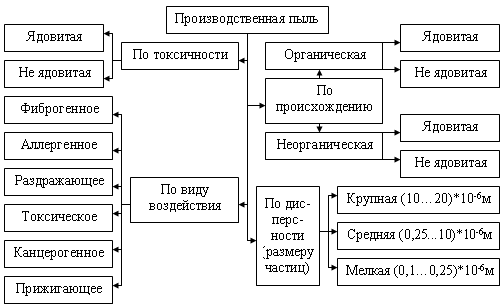 Производственная пыль
Ядовитая
Не ядовитая
По токсичности
Органическая
Ядовитая
Не ядовитая
По
происхождению
Неорганическая
Ядовитая
Не ядовитая
Фиброгенное
Аллергенное
Раздражающее
Токсическое
Канцерогенное
Прижигающее
По виду
воздействия
По дис-
перс-
ности
(размеру
частиц)
Крупная (10…20)*10-6м
Средняя (0,25...10)*10-6м
Мелкая (0,1…0,25)*10-6м